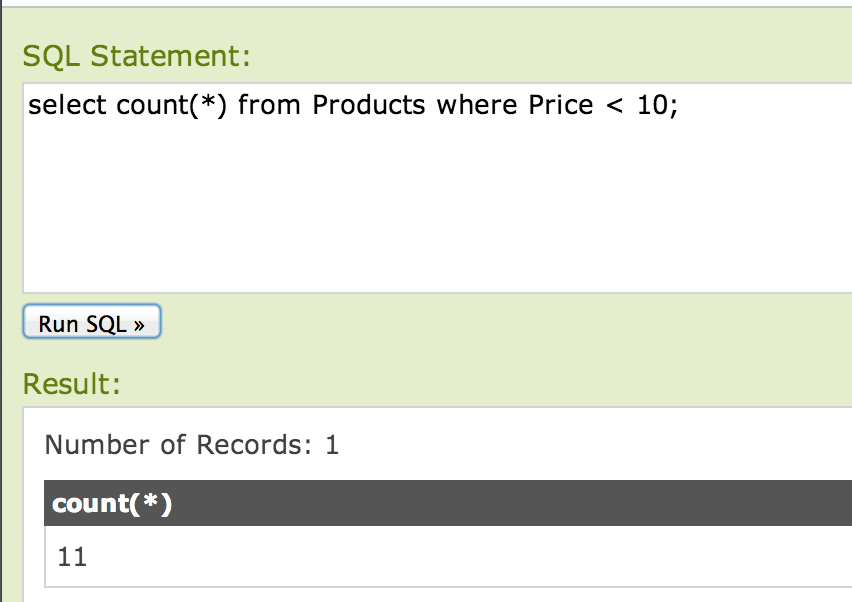 SQL Statement:
select count(*) from Products where Price < 10;
Run SQL »
Result:
Number of Records: 1
count(*)
11